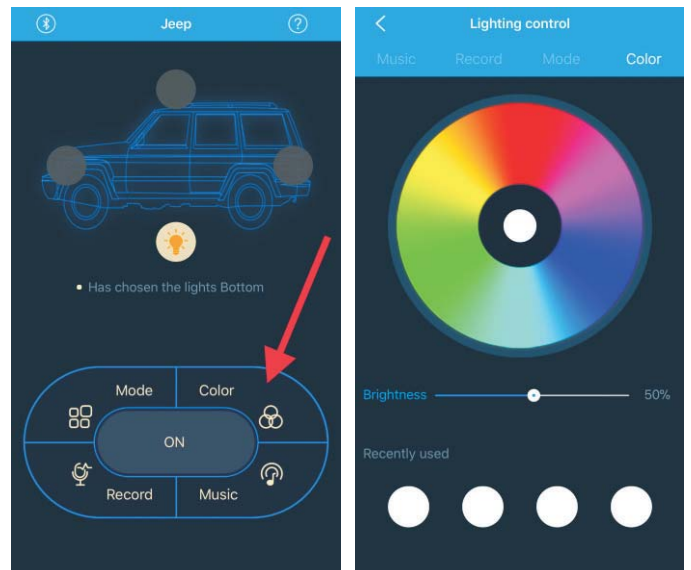 Jeep
• Has chosen the lights Bottom
Mode Color
ON
Record Music
Lighting control
Music Record Mode Color
Brightness 50%
Recently used